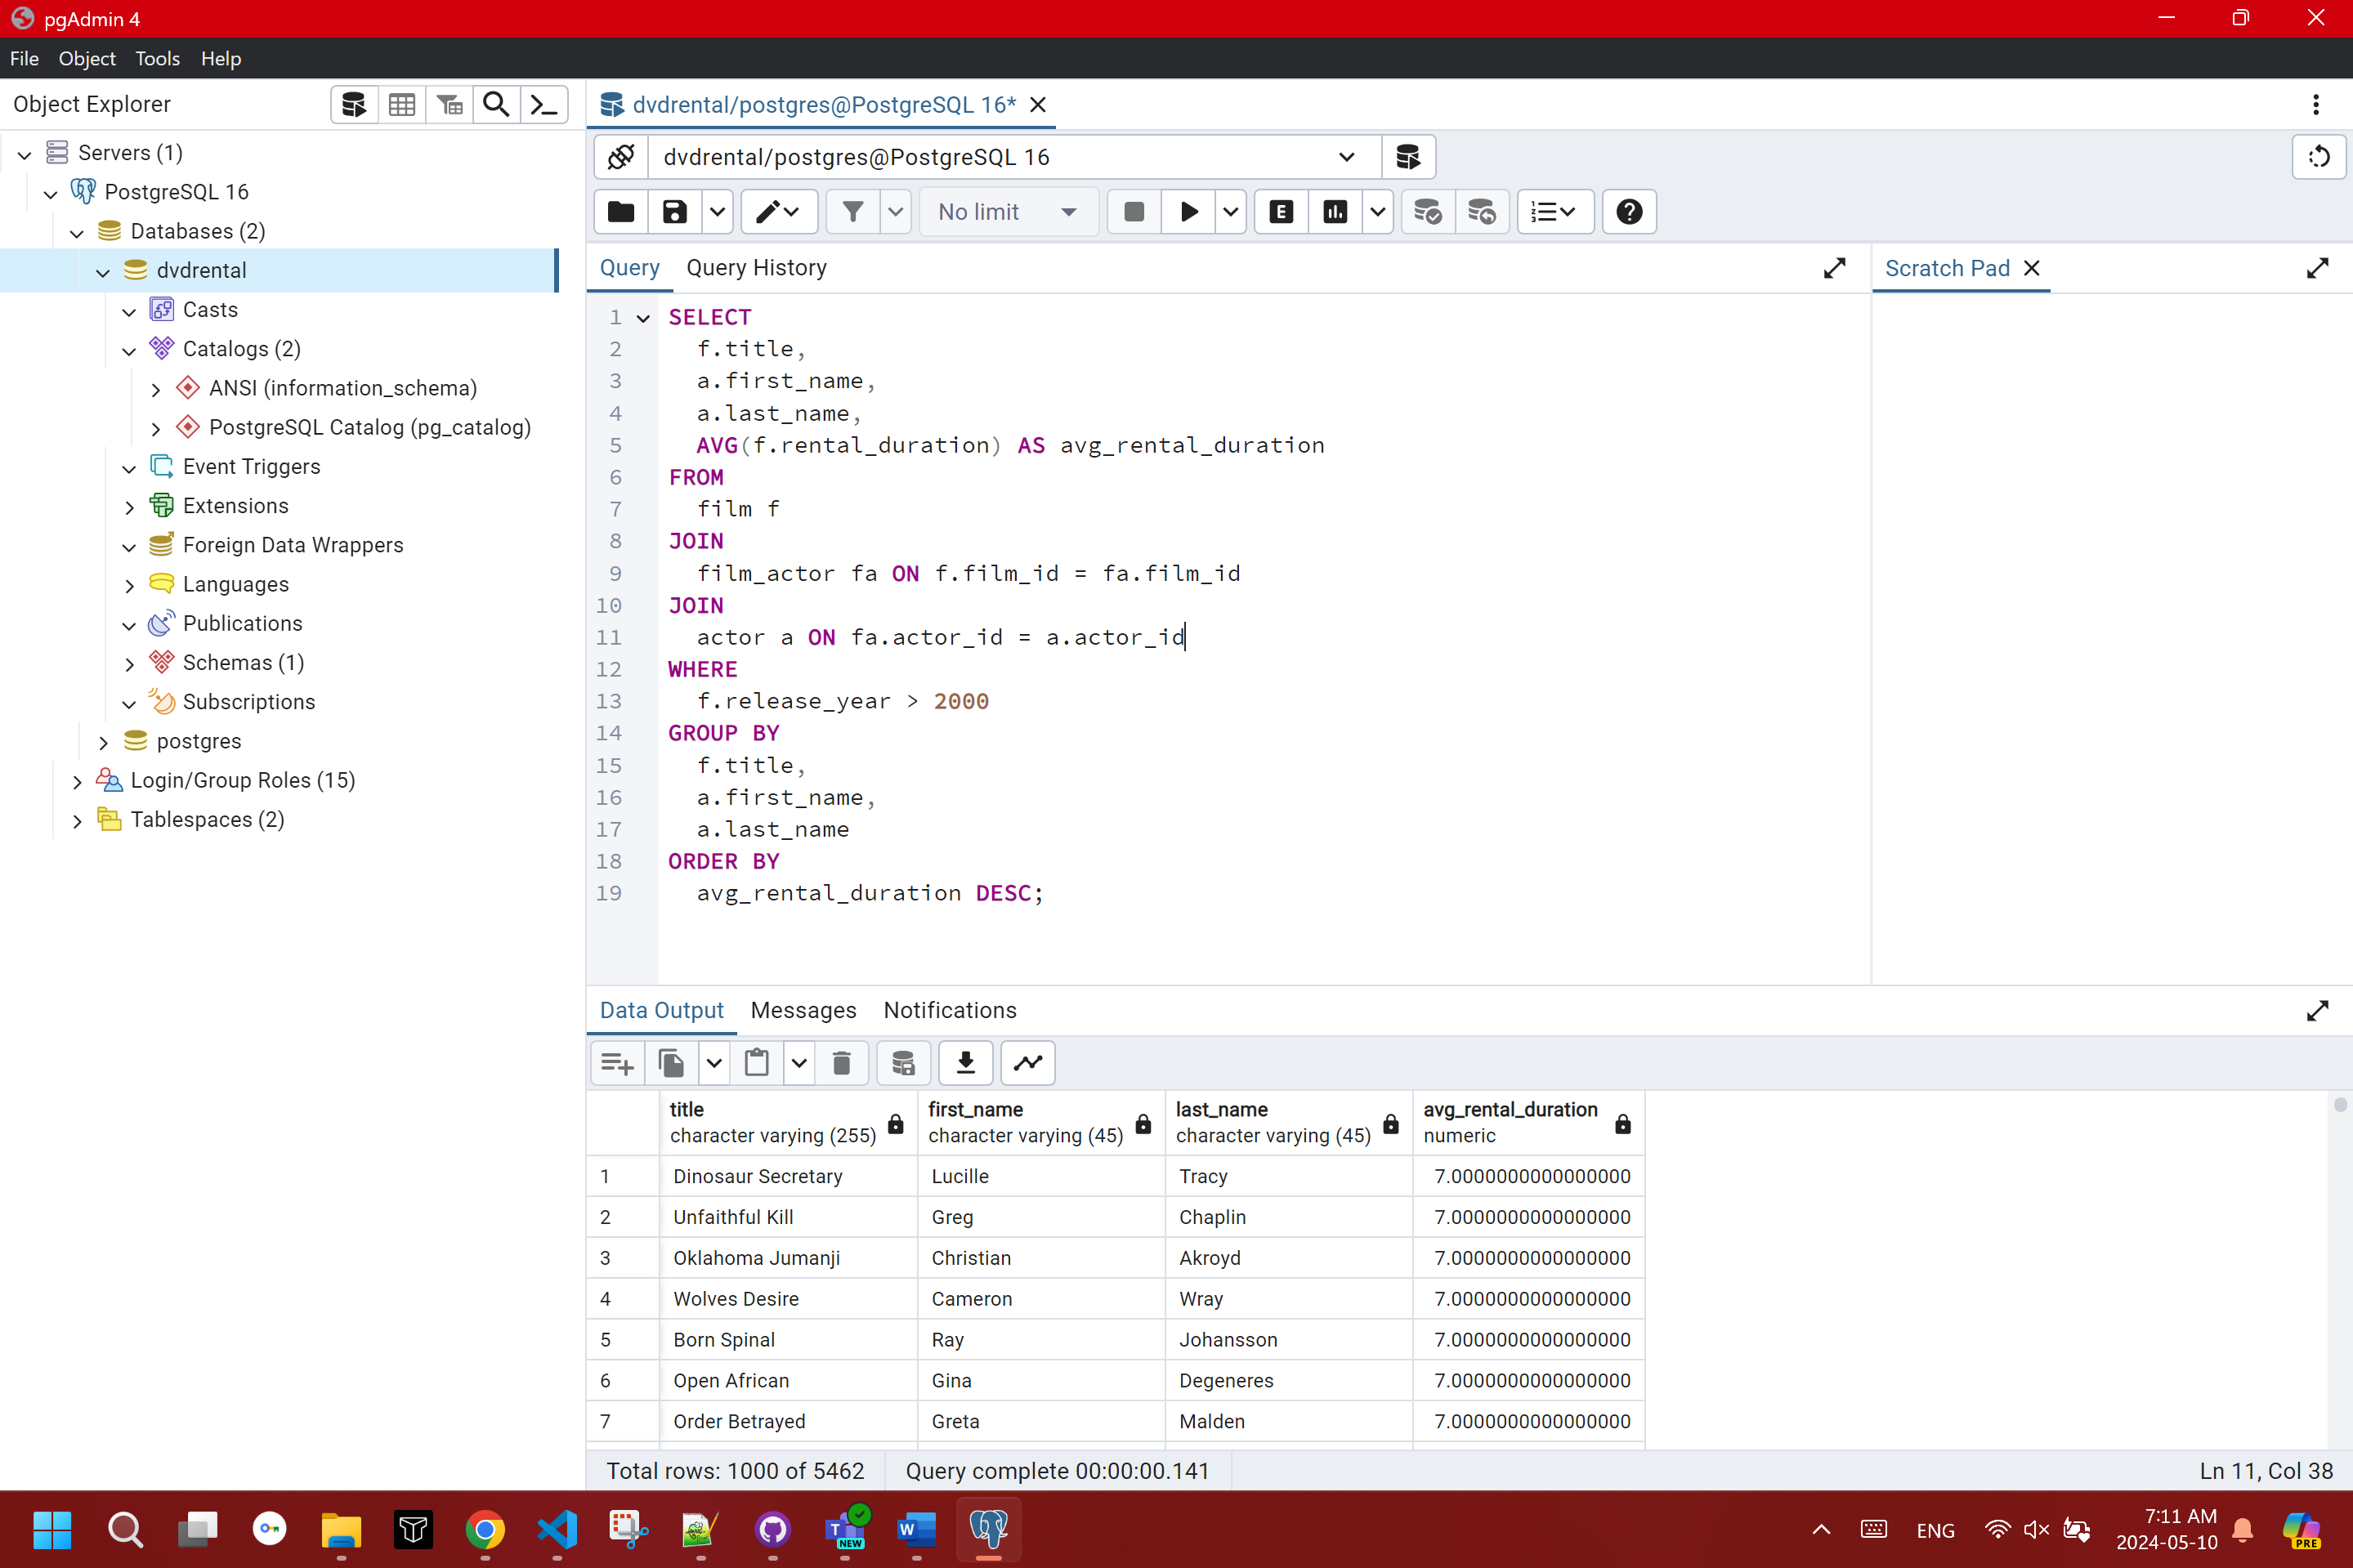 pgAdmin 4
File Object Tools Help
Object Explorer
Servers (1)
PostgreSQL 16
Databases (2)
dvdrental
Casts
Catalogs (2)
ANSI (information_schema)
PostgreSQL Catalog (pg_catalog)
Event Triggers
Extensions
Foreign Data Wrappers
Languages
Publications
Schemas (1)
Subscriptions
postgres
Login/Group Roles (15)
Tablespaces (2)
dvdrental/postgres@PostgreSQL 16*
dvdrental/postgres@PostgreSQL 16
No limit
E
Query Query History
Scratch Pad
1 SELECT
2 f.title,
3 a.first_name,
4 a.last_name,
5 AVG(f.rental_duration) AS avg_rental_duration
6 FROM
7 film f
8 JOIN
9 film_actor fa ON f.film_id = fa.film_id
10 JOIN
11 actor a ON fa.actor_id = a.actor_id
12 WHERE
13 f.release_year > 2000
14 GROUP BY
15 f.title,
16 a.first_name,
17 a.last_name
18 ORDER BY
19 avg_rental_duration DESC;
Data Output Messages Notifications
title first_name last_name avg_rental_duration
character varying (255) character varying (45) character varying (45) numeric
1 Dinosaur Secretary Lucille Tracy 7.0000000000000000
2 Unfaithful Kill Greg Chaplin 7.0000000000000000
3 Oklahoma Jumanji Christian Akroyd 7.0000000000000000
4 Wolves Desire Cameron Wray 7.0000000000000000
5 Born Spinal Ray Johansson 7.0000000000000000
6 Open African Gina Degeneres 7.0000000000000000
7 Order Betrayed Greta Malden 7.0000000000000000
Total rows: 1000 of 5462 Query complete 00:00:00.141 Ln 11, Col 38
T NEW
W
ENG
7:11 AM
2024-05-10
PRE